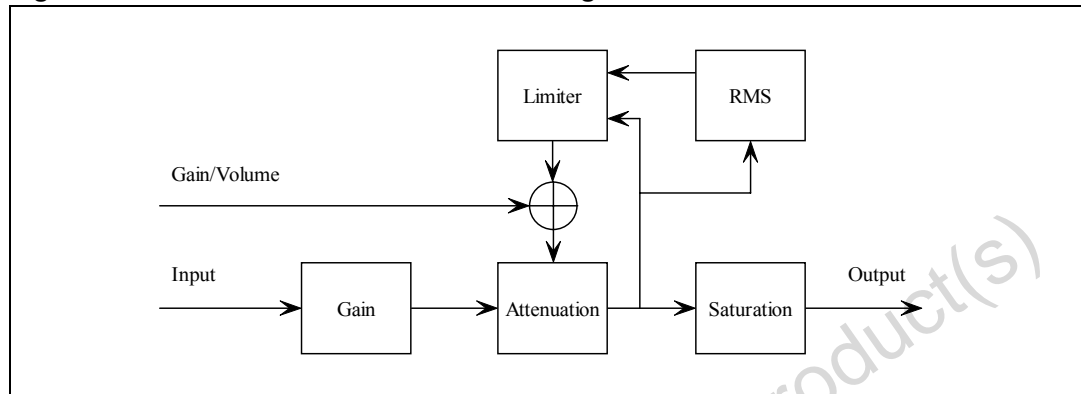 Limiter
RMS
Gain/Volume
Input
Output
Gain
Attenuation
Saturation
roduct(s)